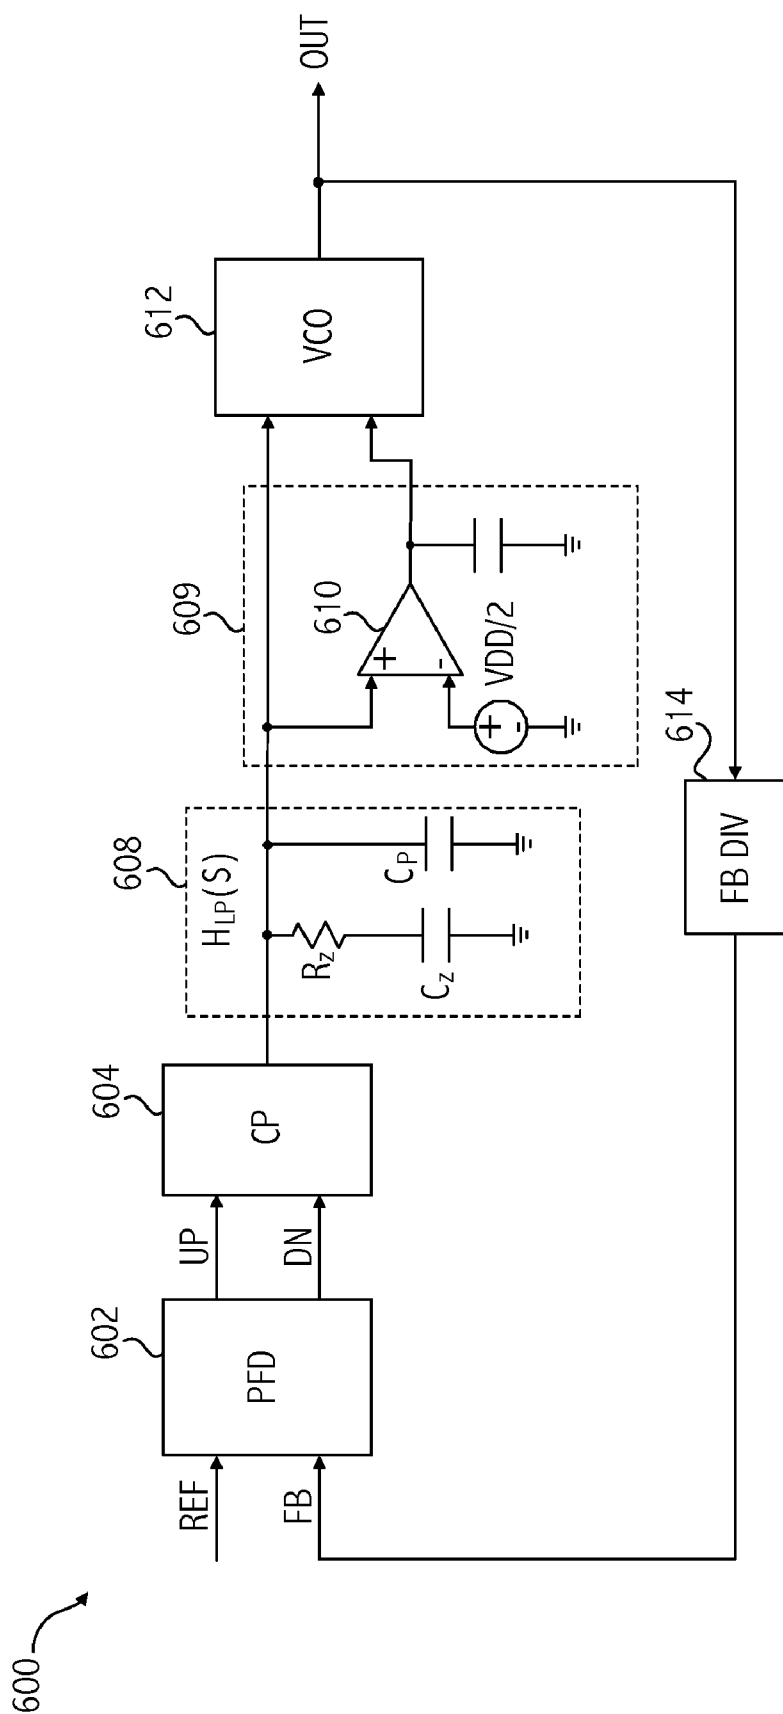 600
REF
FB
602
PFD
UP
DN
604
CP
608
H_LP(S)
R_z
C_z
C_P
609
610
+
-
VDD/2
+
-
612
VCO
OUT
614
FB DIV